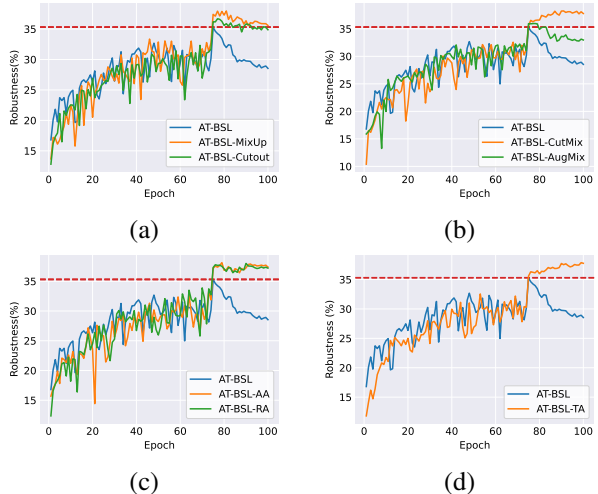 35
30
25
20
15
Robustness(%)
AT-BSL
AT-BSL-MixUp
AT-BSL-Cutout
0 20 40 60 80 100
Epoch
(a)
35
30
25
20
15
10
Robustness(%)
AT-BSL
AT-BSL-CutMix
AT-BSL-AugMix
0 20 40 60 80 100
Epoch
(b)
35
30
25
20
15
Robustness(%)
AT-BSL
AT-BSL-AA
AT-BSL-RA
0 20 40 60 80 100
Epoch
(c)
35
30
25
20
15
Robustness(%)
AT-BSL
AT-BSL-TA
0 20 40 60 80 100
Epoch
(d)